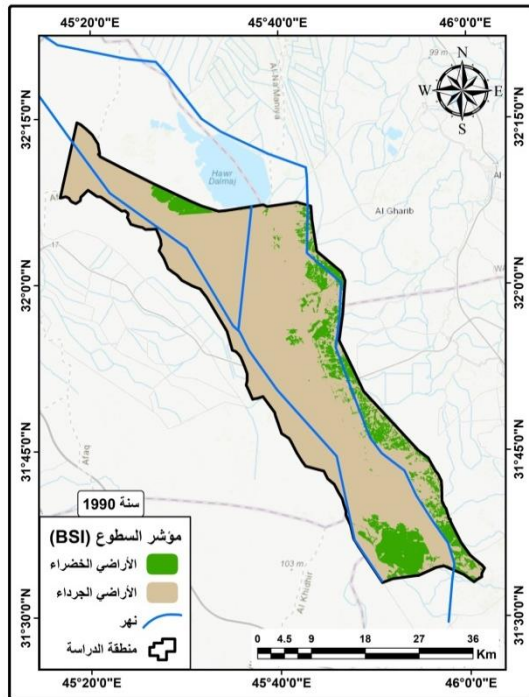 45°20'0"E 45°40'0"E 46°0'0"E
99 m
N
W E
S
Al-Na'Maniya
32°15'0"N 32°15'0"N
Hawr
Dalmaj
Al Gharib
17
32°0'0"N 32°0'0"N
31°45'0"N 31°45'0"N
Afaq
سنة 1990
مؤشر السطوع (BSI)
الأراضي الخضراء
الأراضي الجرداء
نهر
منطقة الدراسة
103 m
Al Khidhir
31°30'0"N 31°30'0"N
0 4.5 9 18 27 36
Km
45°20'0"E 45°40'0"E 46°0'0"E